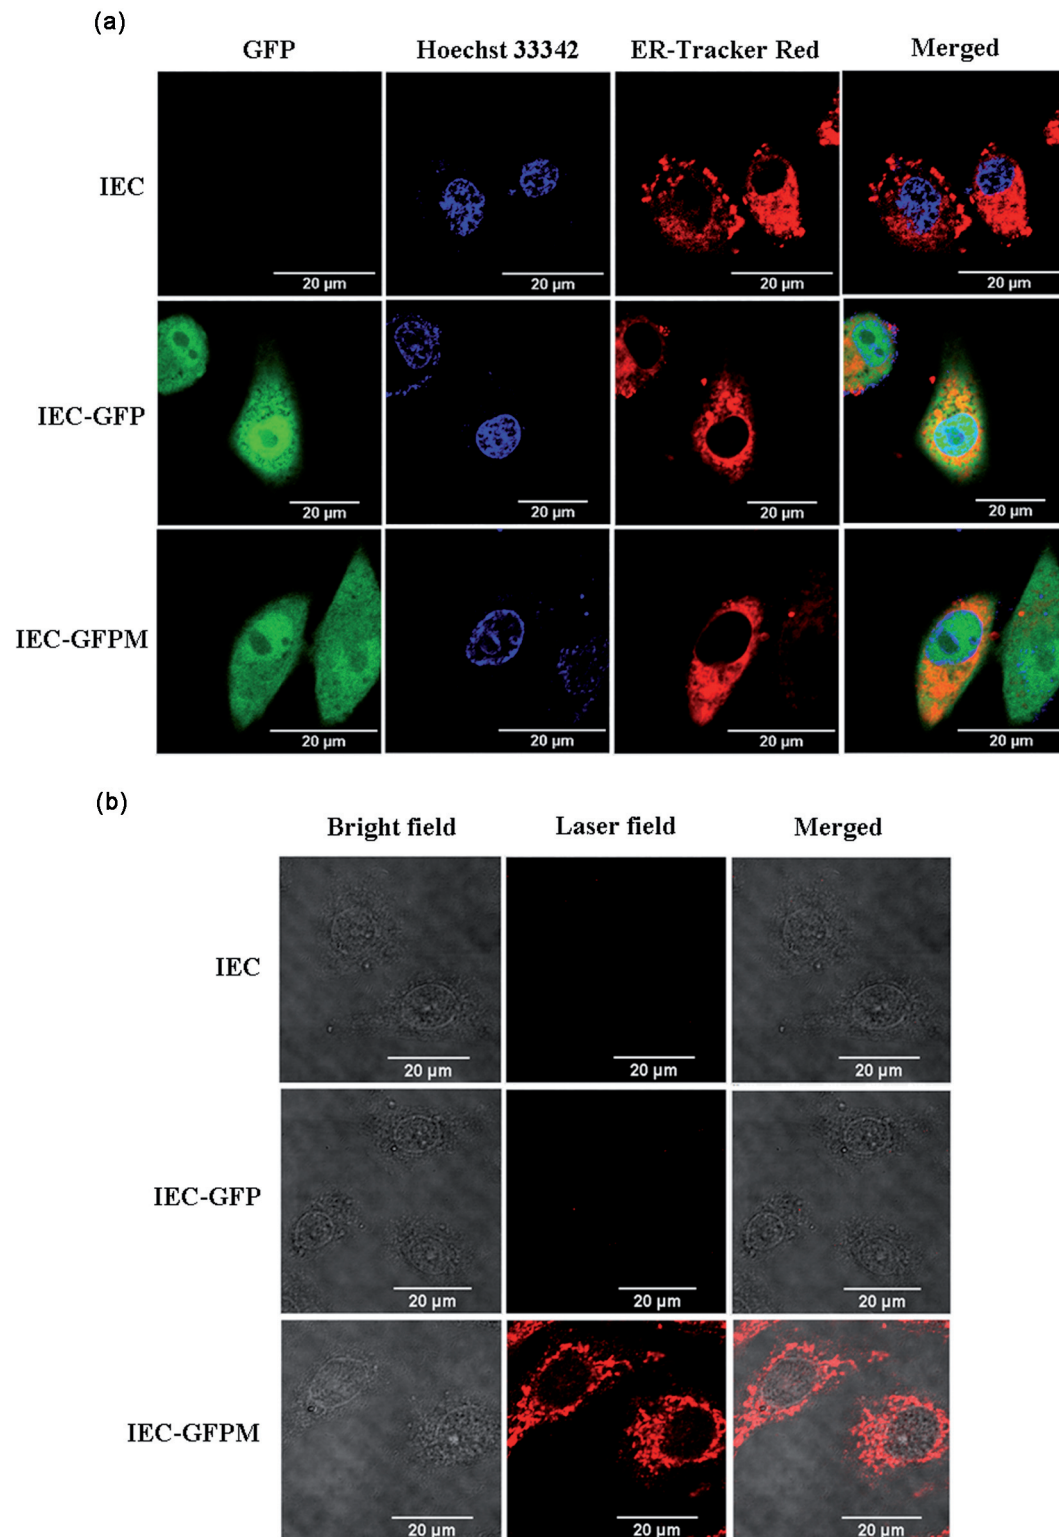 (a)
GFP Hoechst 33342 ER-Tracker Red Merged
IEC
20 µm 20 µm 20 µm 20 µm
IEC-GFP
20 µm 20 µm 20 µm 20 µm
IEC-GFPM
20 µm 20 µm 20 µm 20 µm
(b)
Bright field Laser field Merged
IEC
20 µm 20 µm 20 µm
IEC-GFP
20 µm 20 µm 20 µm
IEC-GFPM
20 µm 20 µm 20 µm